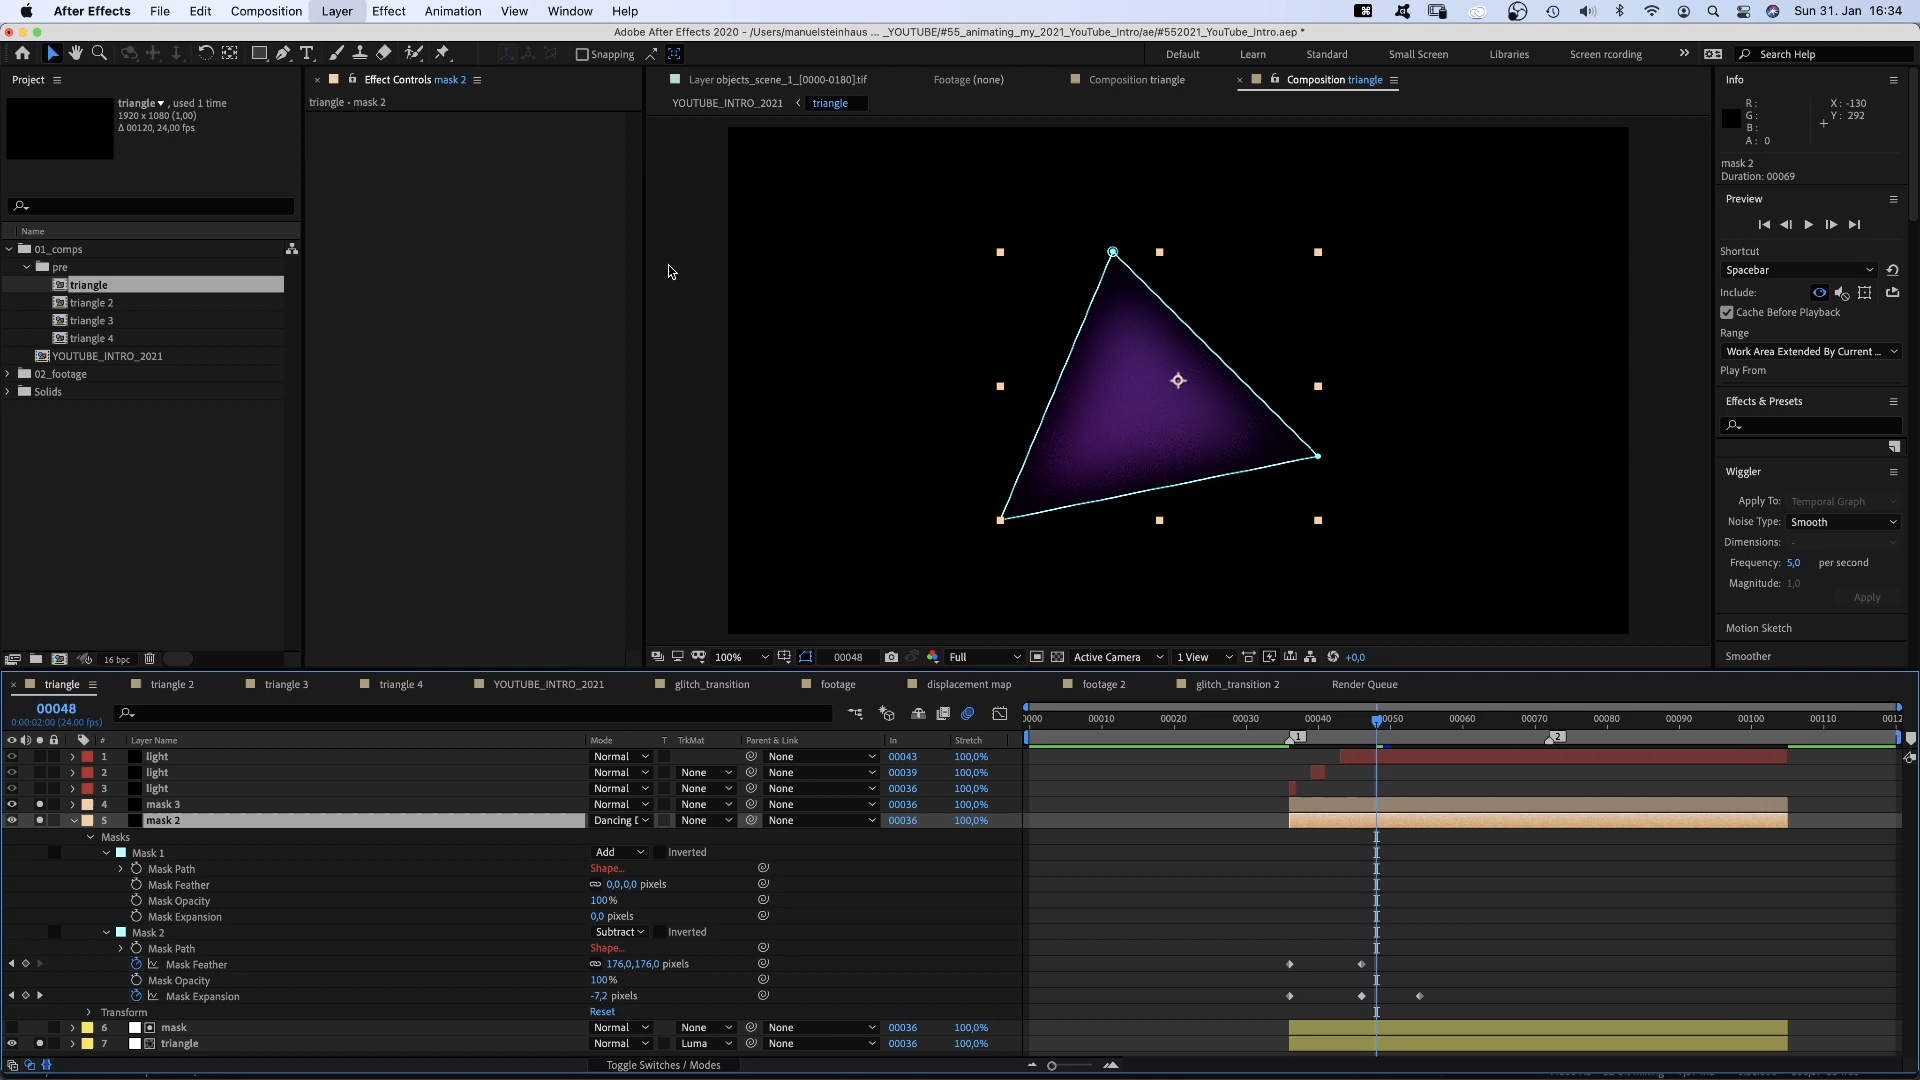 After Effects File Edit Composition Layer Effect Animation View Window Help Sun 31. Jan 16:34
Adobe After Effects 2020 - /Users/manuelsteinhaus ... _YOUTUBE/#55_animating_my_2021_YouTube_Intro/ae/#552021_YouTube_Intro.aep *
Snapping Default Learn Standard Small Screen Libraries Screen rcording Search Help
Project
triangle , used 1 time
1920 x 1080 (1,00)
Δ 00120, 24,00 fps
Name
01_comps
pre
triangle
triangle 2
triangle 3
triangle 4
YOUTUBE_INTRO_2021
02_footage
Solids
16 bpc
Effect Controls mask 2
triangle • mask 2
Layer objects_scene_1_[0000-0180].tif Footage (none) Composition triangle Composition triangle
YOUTUBE_INTRO_2021 triangle
100% 00048 Full Active Camera 1 View +0,0
Info
R: X: -130
G: Y: 292
B:
A: 0
mask 2
Duration: 00069
Preview
Shortcut
Spacebar
Include:
Cache Before Playback
Range
Work Area Extended By Current ...
Play From
Effects & Presets
Wiggler
Apply To: Temporal Graph
Noise Type: Smooth
Dimensions: -
Frequency: 5,0 per second
Magnitude: 1,0
Apply
Motion Sketch
Smoother
triangle triangle 2 triangle 3 triangle 4 YOUTUBE_INTRO_2021 glitch_transition footage displacement map footage 2 glitch_transition 2 Render Queue
00048
0:00:02:00 (24.00 fps)
0000 00010 00020 00030 00040 00050 00060 00070 00080 00090 00100 00110 0012
# Layer Name Mode T TrkMat Parent & Link In Stretch
1 2
1 light Normal None 00043 100,0%
2 light Normal None None 00039 100,0%
3 light Normal None None 00036 100,0%
4 mask 3 Normal None None 00036 100,0%
5 mask 2 Dancing D None None 00036 100,0%
Masks
Mask 1 Add Inverted
Mask Path Shape...
Mask Feather 0,0,0,0 pixels
Mask Opacity 100%
Mask Expansion 0,0 pixels
Mask 2 Subtract Inverted
Mask Path Shape...
Mask Feather 176,0,176,0 pixels
Mask Opacity 100%
Mask Expansion -7,2 pixels
Transform Reset
6 mask Normal None None 00036 100,0%
7 triangle Normal Luma None 00036 100,0%
Toggle Switches / Modes